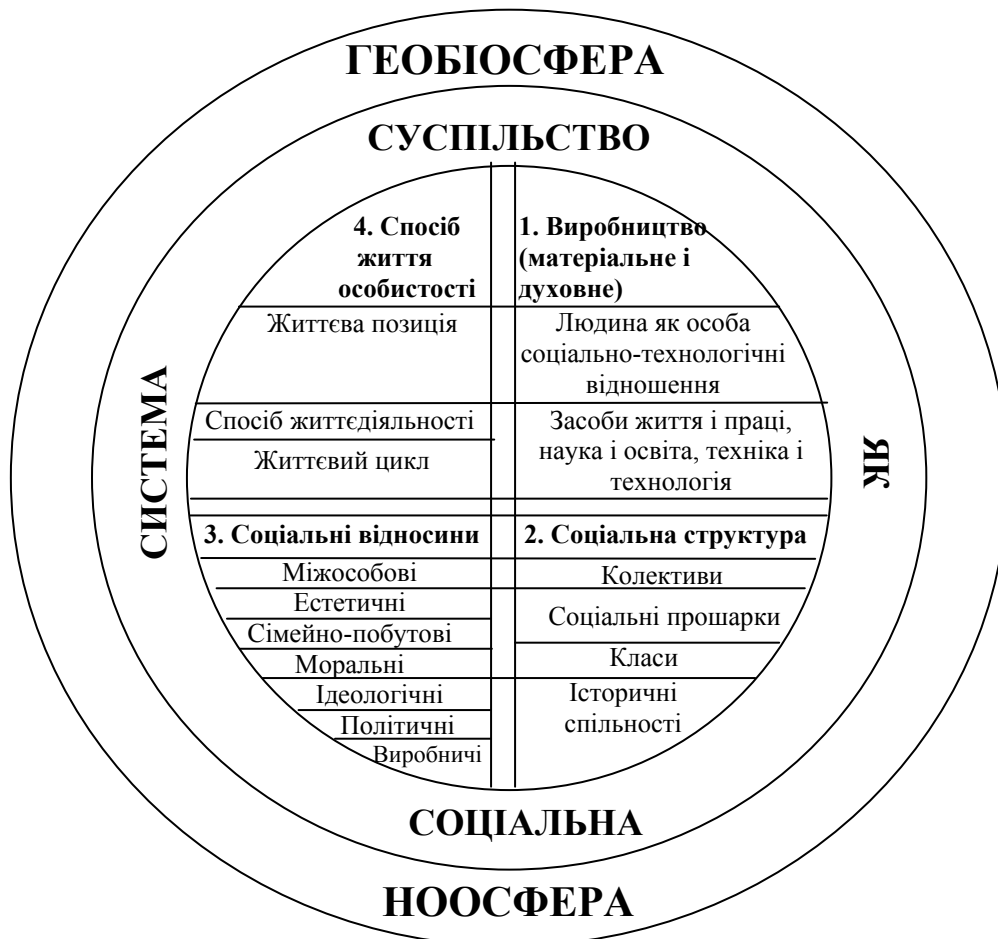 ГЕОБІОСФЕРА
СУСПІЛЬСТВО
ЯК
СОЦІАЛЬНА
СИСТЕМА
НООСФЕРА
1. Виробництво
(матеріальне і
духовне)
Людина як особа
соціально-технологічні
відношення
Засоби життя і праці,
наука і освіта, техніка і
технологія
2. Соціальна структура
Колективи
Соціальні прошарки
Класи
Історичні
спільності
3. Соціальні відносини
Міжособові
Естетичні
Сімейно-побутові
Моральні
Ідеологічні
Політичні
Виробничі
4. Спосіб
життя
особистості
Життєва позиція
Спосіб життєдіяльності
Життєвий цикл